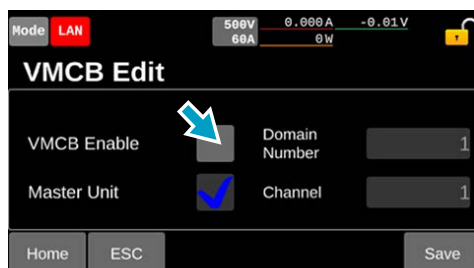 Mode LAN 500V 0.000A -0.01V
60A 0W
VMCB Edit
VMCB Enable Domain Number 1
Master Unit Channel 1
Home ESC Save